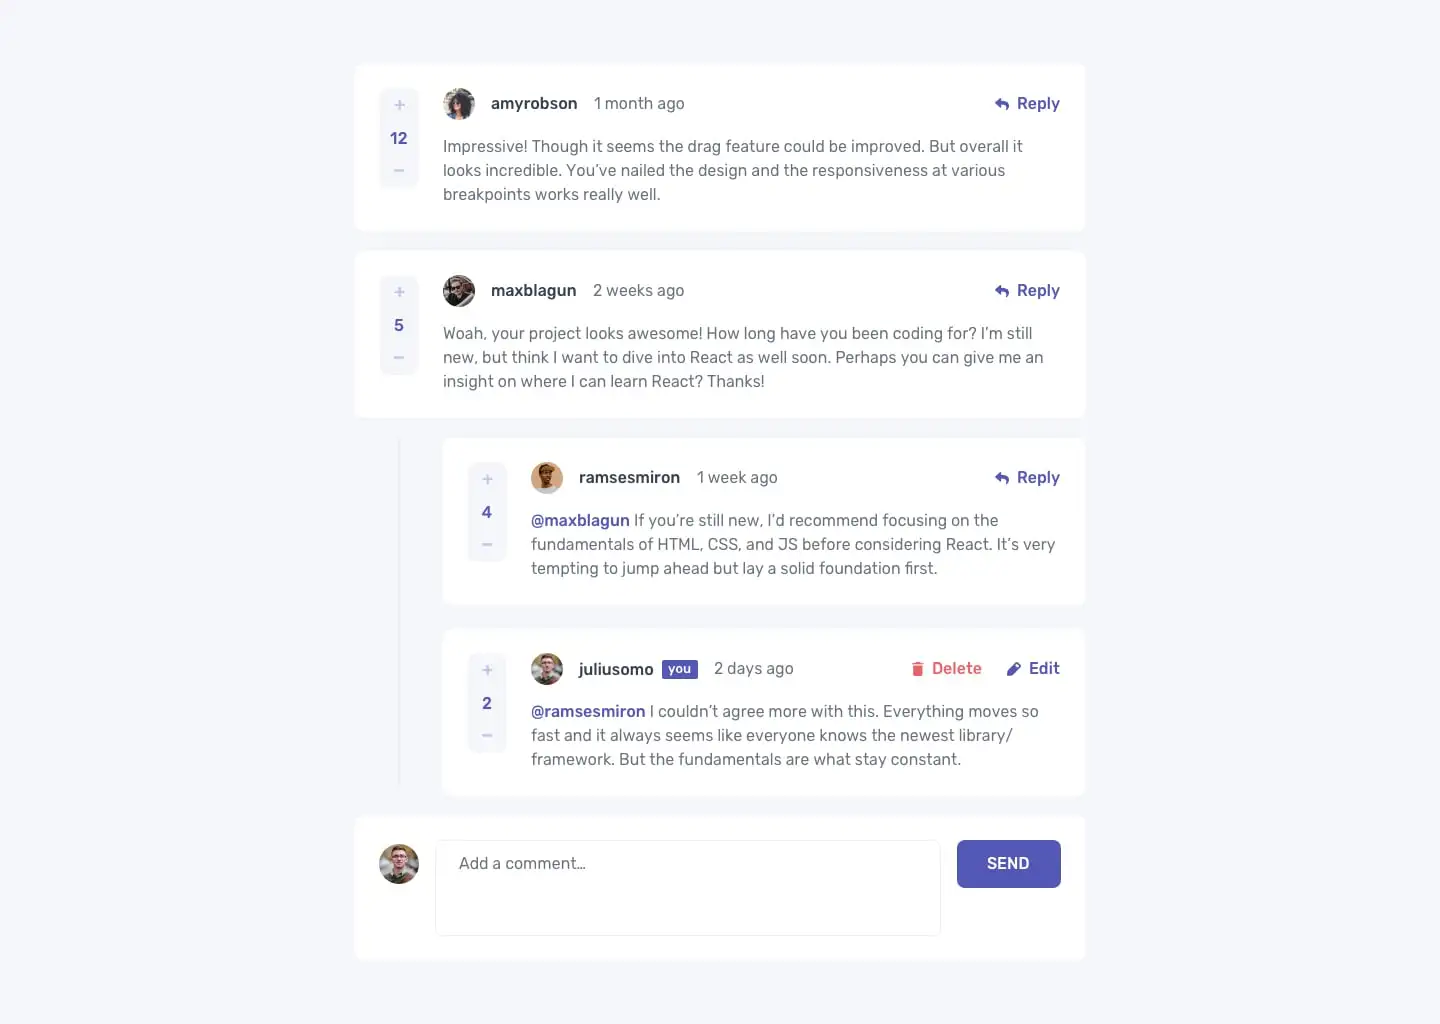 +
amyrobson 1 month ago Reply
12
Impressive! Though it seems the drag feature could be improved. But overall it
looks incredible. You’ve nailed the design and the responsiveness at various
−
breakpoints works really well.
+
maxblagun 2 weeks ago Reply
5
Woah, your project looks awesome! How long have you been coding for? I’m still
new, but think I want to dive into React as well soon. Perhaps you can give me an
−
insight on where I can learn React? Thanks!
+
ramsesmiron 1 week ago Reply
4
@maxblagun If you’re still new, I’d recommend focusing on the
fundamentals of HTML, CSS, and JS before considering React. It’s very
−
tempting to jump ahead but lay a solid foundation first.
+
juliusomo you 2 days ago Delete Edit
2
@ramsesmiron I couldn’t agree more with this. Everything moves so
fast and it always seems like everyone knows the newest library/
−
framework. But the fundamentals are what stay constant.
Add a comment… SEND